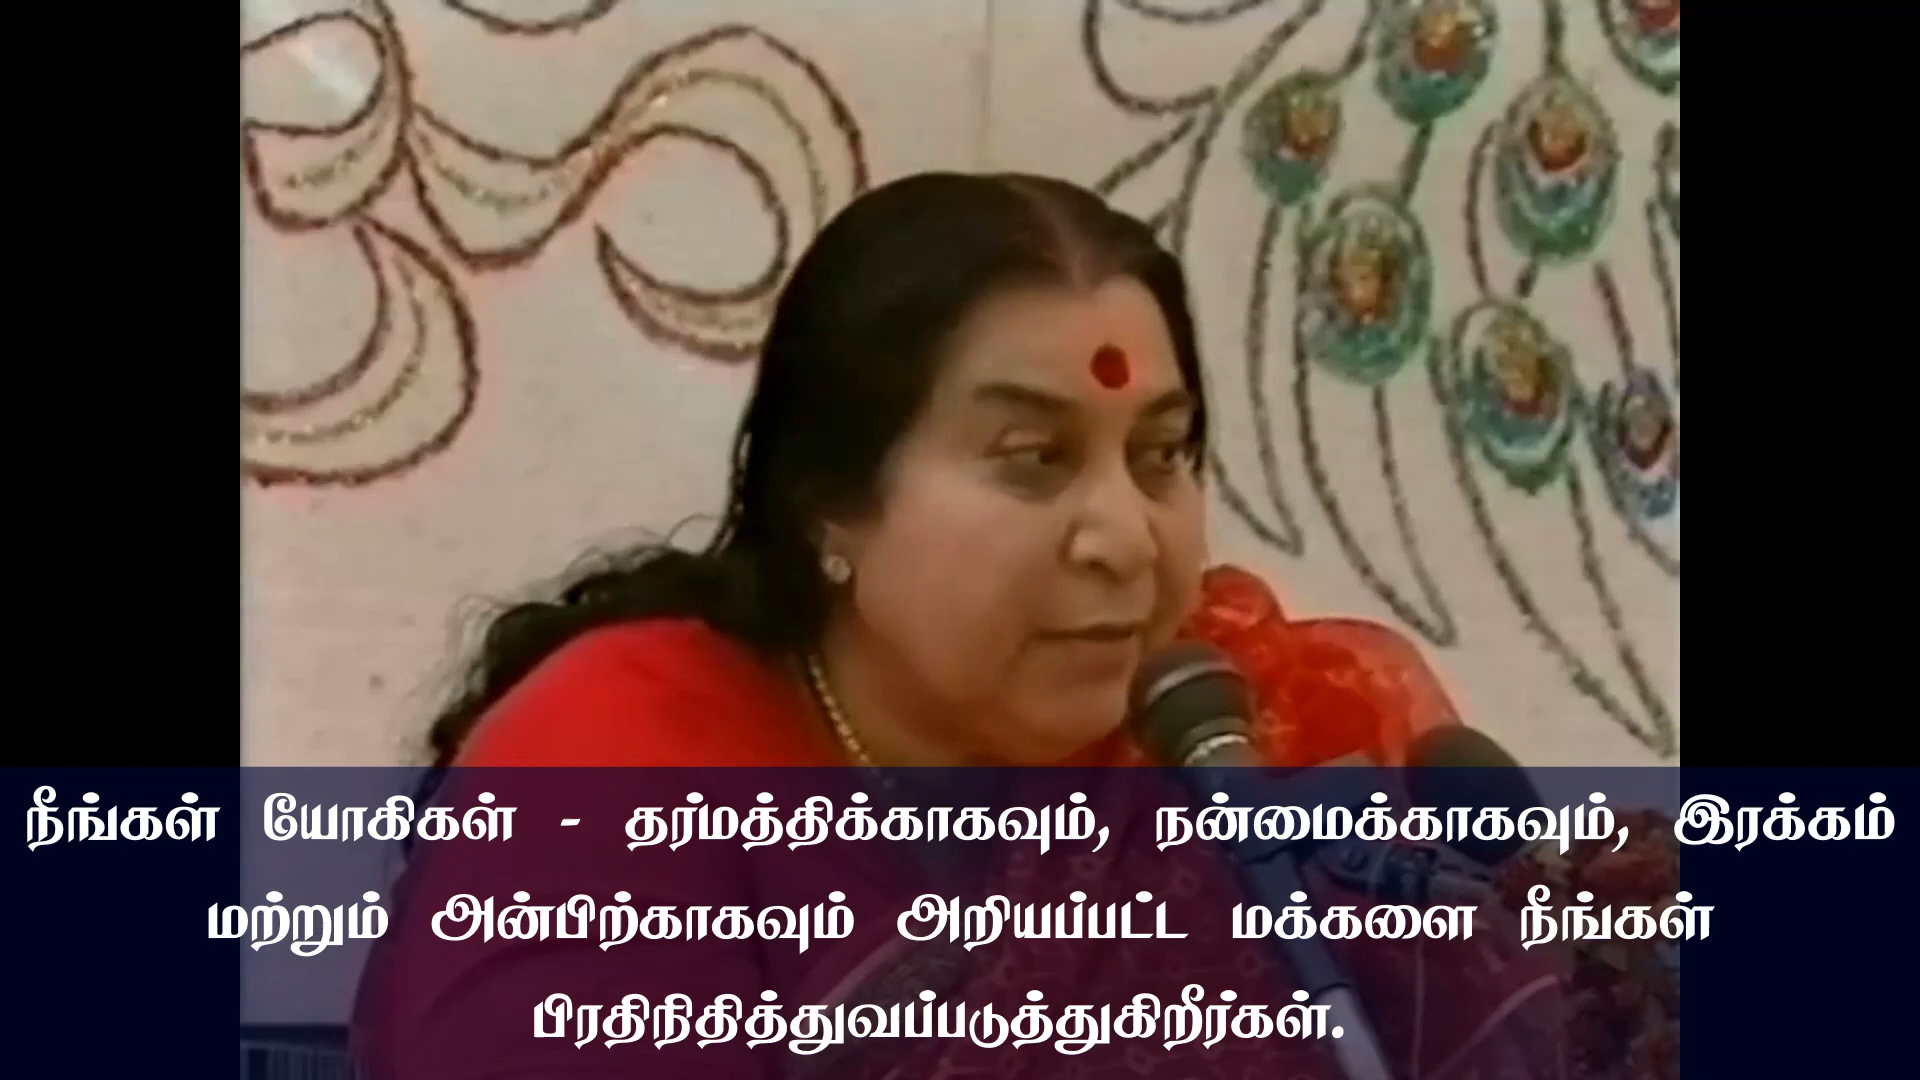 நீங்கள் யோகிகள் - தர்மத்திக்காகவும், நன்மைக்காகவும், இரக்கம்
மற்றும் அன்பிற்காகவும் அறியப்பட்ட மக்களை நீங்கள்
பிரதிநிதித்துவப்படுத்துகிறீர்கள்.